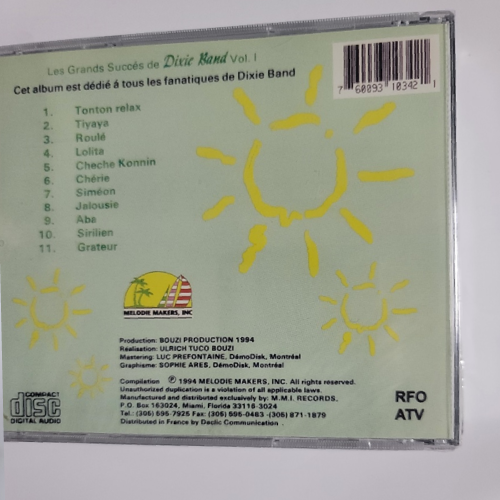 Les Grands Succés de Dixie Band Vol. I
Cet album est dédié á tous les fanatiques de Dixie Band
1. Tonton relax
2. Tiyaya
3. Roulé
4. Lolita
5. Cheche Konnin
6. Chérie
7. Siméon
8. Jalousie
9. Aba
10. Sirilien
11. Grateur
7 60093 10342 1
MELODIE MAKERS, INC
Production: BOUZI PRODUCTION 1994
Réalisation: ULRICH TUCO BOUZI
Mastering: LUC PREFONTAINE, DémoDisk, Montréal
Graphisme: SOPHIE ARES, DémoDisk, Montréal
Compilation ℗ 1994 MELODIE MAKERS, INC. All rights reserved.
Unauthorized duplication is a violation of all applicable laws.
Manufactured and distributed exclusively by: M.M.I. RECORDS.
P.O. Box 163024, Miami, Florida 33116-3024
Tel.: (305) 595-7925 Fax: (305) 596-0483 -(305) 871-1879
Distributed in France by Declic Communication .
COMPACT
disc
DIGITAL AUDIO
RFO
ATV